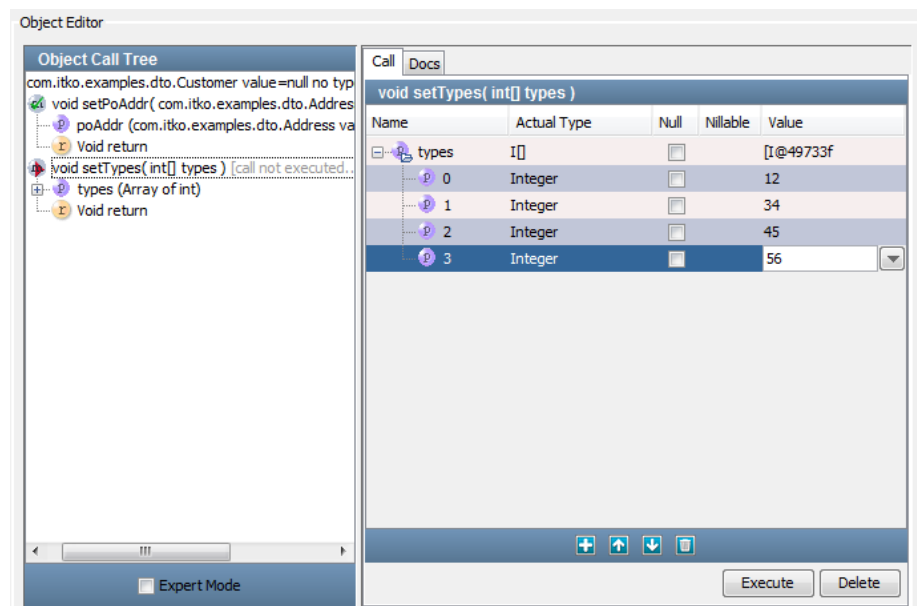 Object Editor
Object Call Tree
com.itko.examples.dto.Customer value=null no typ
void setPoAddr( com.itko.examples.dto.Addres
P poAddr (com.itko.examples.dto.Address va
r Void return
void setTypes( int[] types ) [call not executed..
P types (Array of int)
r Void return
Expert Mode
Call Docs
void setTypes( int[] types )
Name Actual Type Null Nillable Value
types I[] [I@49733f
P 0 Integer 12
P 1 Integer 34
P 2 Integer 45
P 3 Integer 56
Execute Delete